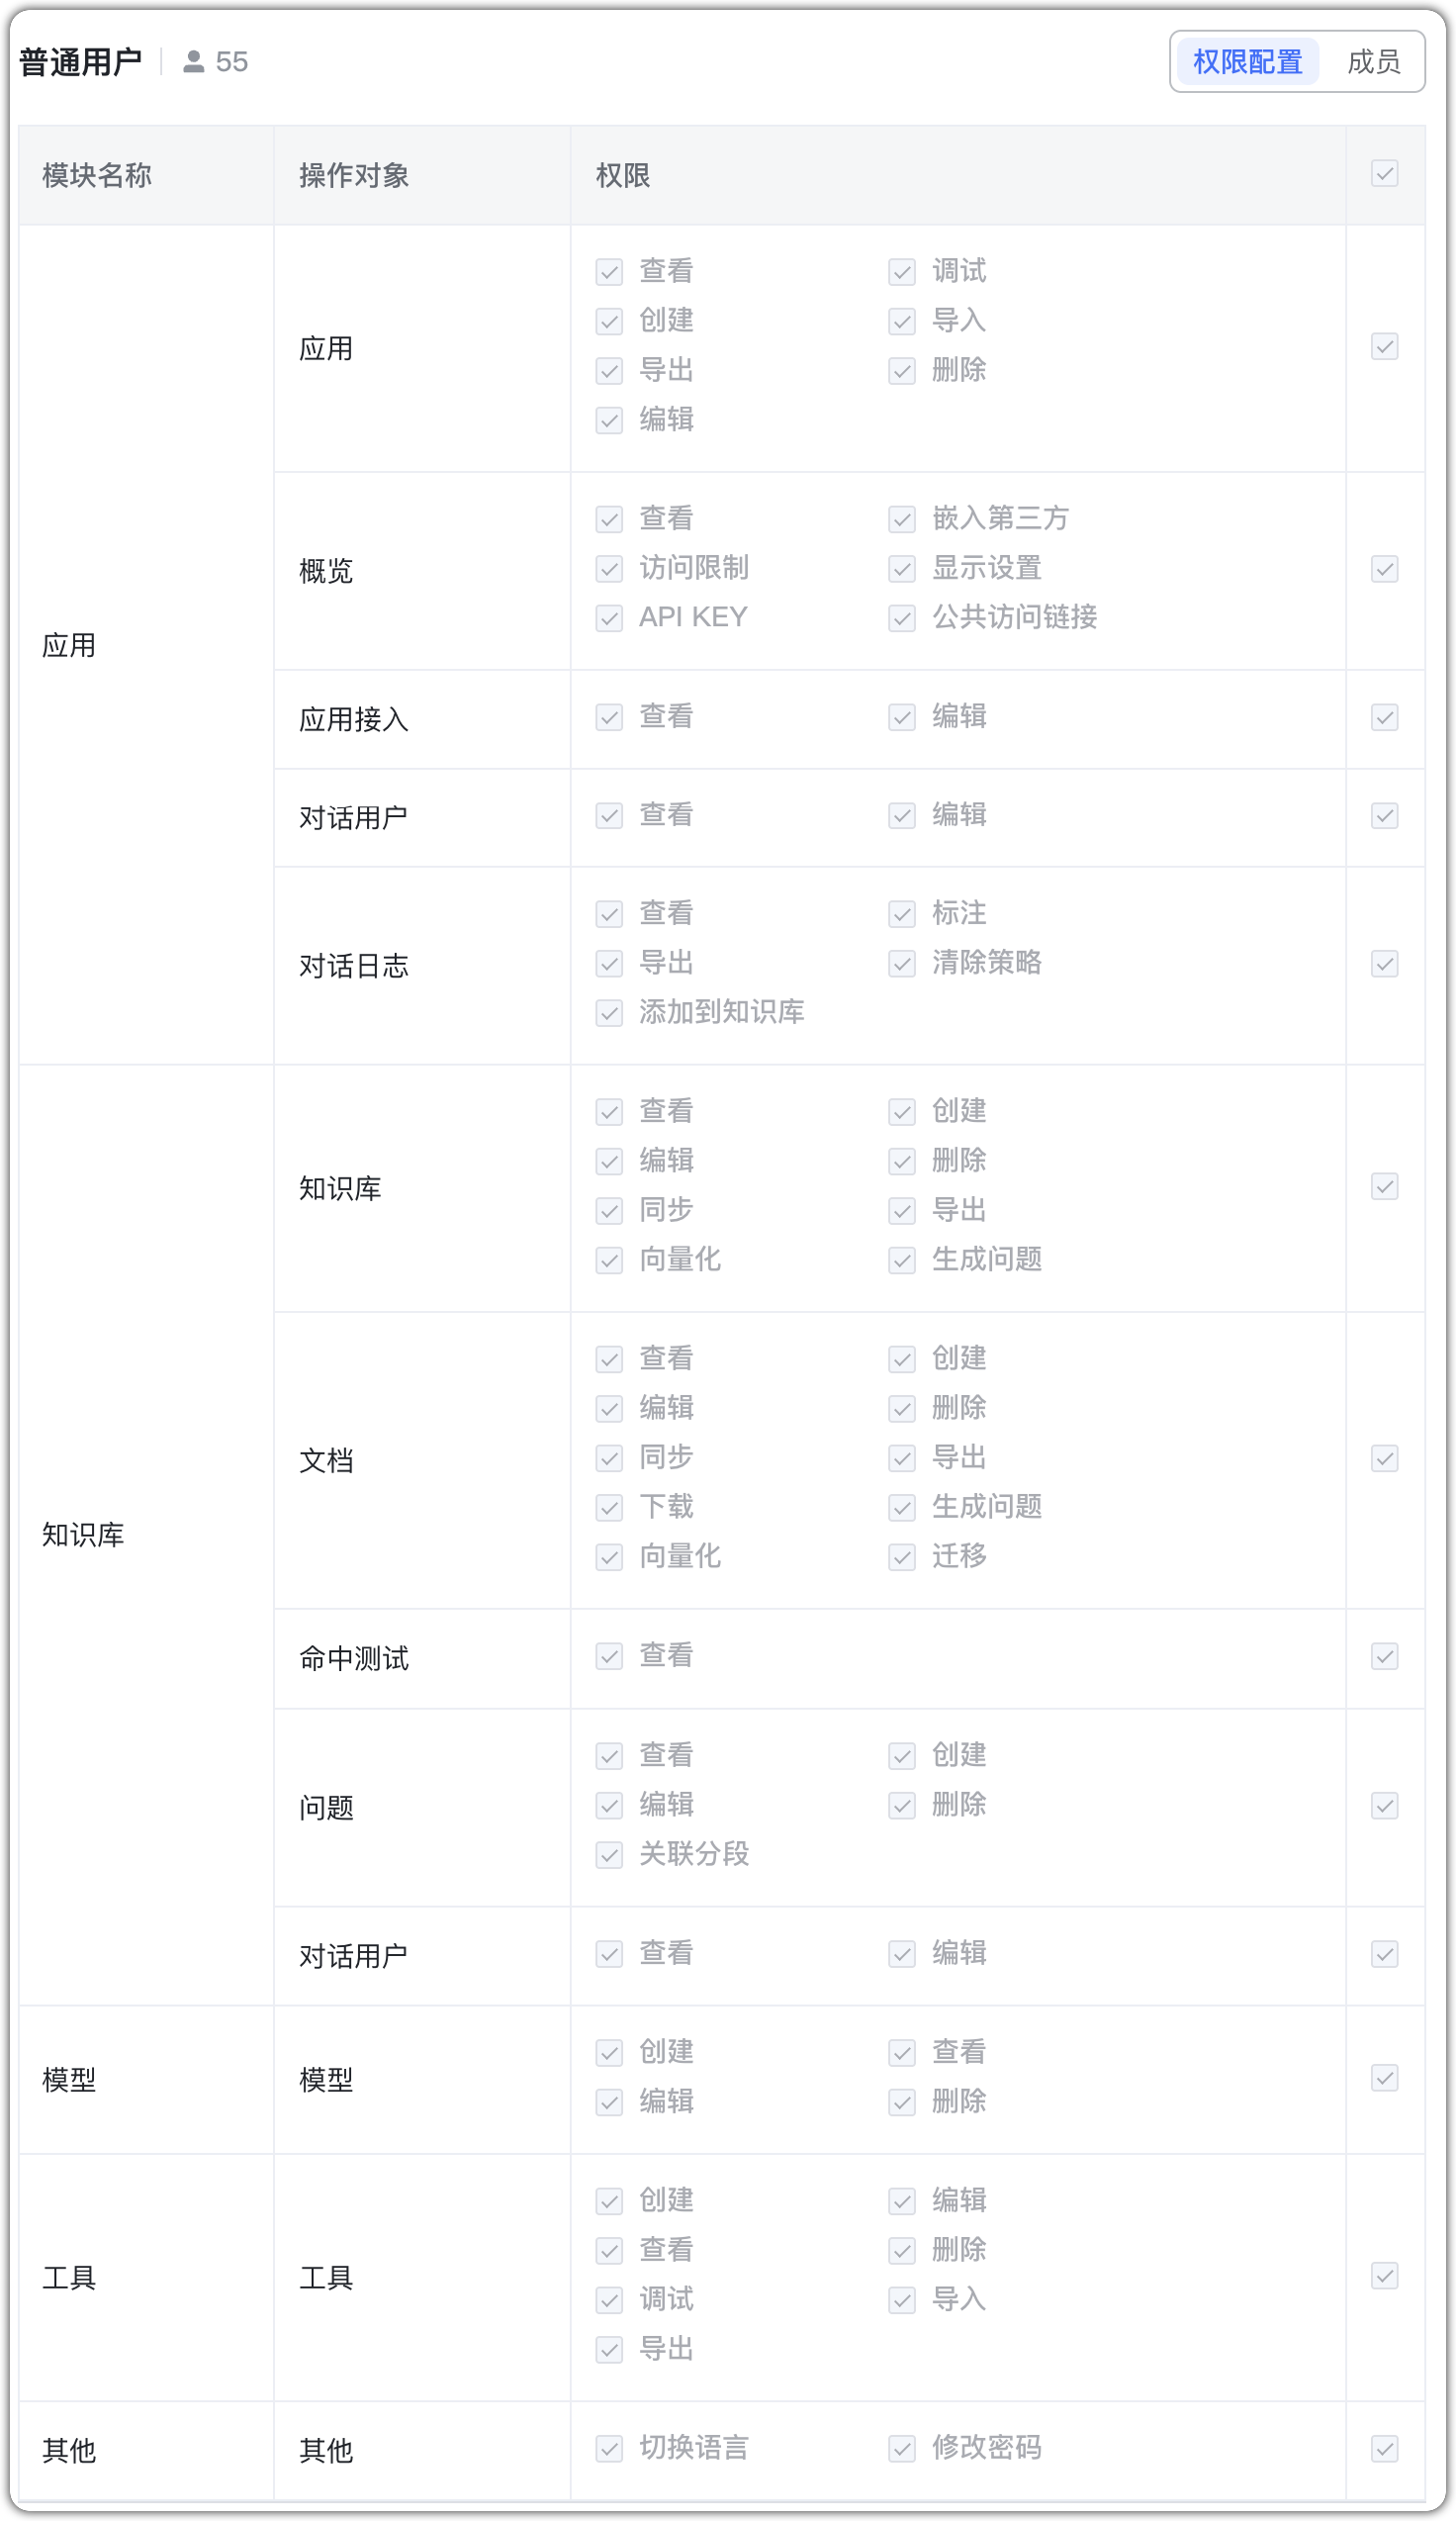 普通用户 55 权限配置 成员
模块名称 操作对象 权限
应用
应用
查看 调试
创建 导入
导出 删除
编辑
概览
查看 嵌入第三方
访问限制 显示设置
API KEY 公共访问链接
应用接入
查看 编辑
对话用户
查看 编辑
对话日志
查看 标注
导出 清除策略
添加到知识库
知识库
知识库
查看 创建
编辑 删除
同步 导出
向量化 生成问题
文档
查看 创建
编辑 删除
同步 导出
下载 生成问题
向量化 迁移
命中测试
查看
问题
查看 创建
编辑 删除
关联分段
对话用户
查看 编辑
模型
模型
创建 查看
编辑 删除
工具
工具
创建 编辑
查看 删除
调试 导入
导出
其他
其他
切换语言 修改密码